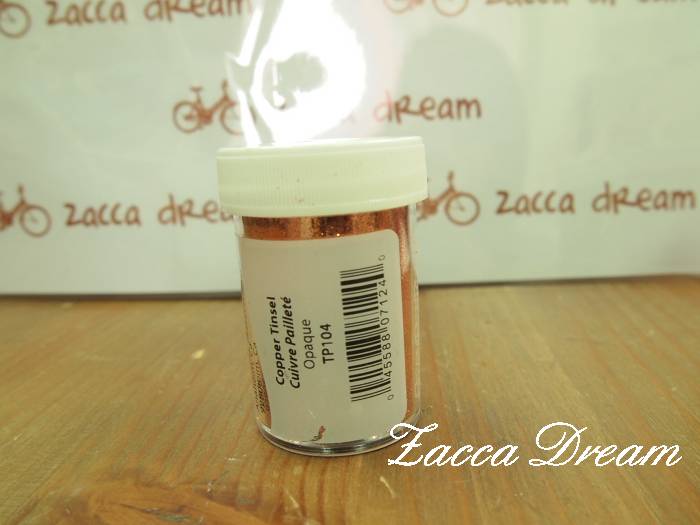 zacca dream
zacca d
a dream
zacca dream
zacca dream
Copper Tinsel
Cuivre Pailleté
Opaque
TP104
0 45588 07124 0
Zacca Dream